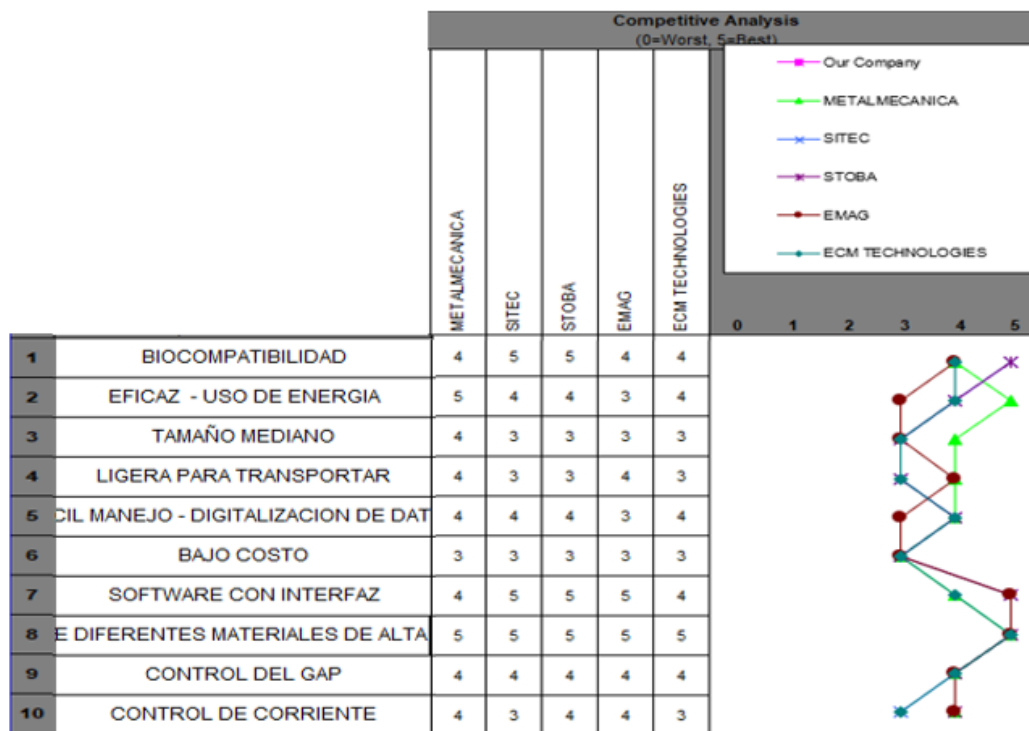 Competitive Analysis
(0=Worst, 5=Best)
Our Company
METALMECANICA
SITEC
STOBA
EMAG
ECM TECHNOLOGIES
METALMECANICA SITEC STOBA EMAG ECM TECHNOLOGIES
0 1 2 3 4 5
1 BIOCOMPATIBILIDAD 4 5 5 4 4
2 EFICAZ - USO DE ENERGIA 5 4 4 3 4
3 TAMAÑO MEDIANO 4 3 3 3 3
4 LIGERA PARA TRANSPORTAR 4 3 3 4 3
5 CIL MANEJO - DIGITALIZACION DE DAT 4 4 4 3 4
6 BAJO COSTO 3 3 3 3 3
7 SOFTWARE CON INTERFAZ 4 5 5 5 4
8 E DIFERENTES MATERIALES DE ALTA 5 5 5 5 5
9 CONTROL DEL GAP 4 4 4 4 4
10 CONTROL DE CORRIENTE 4 3 4 4 3